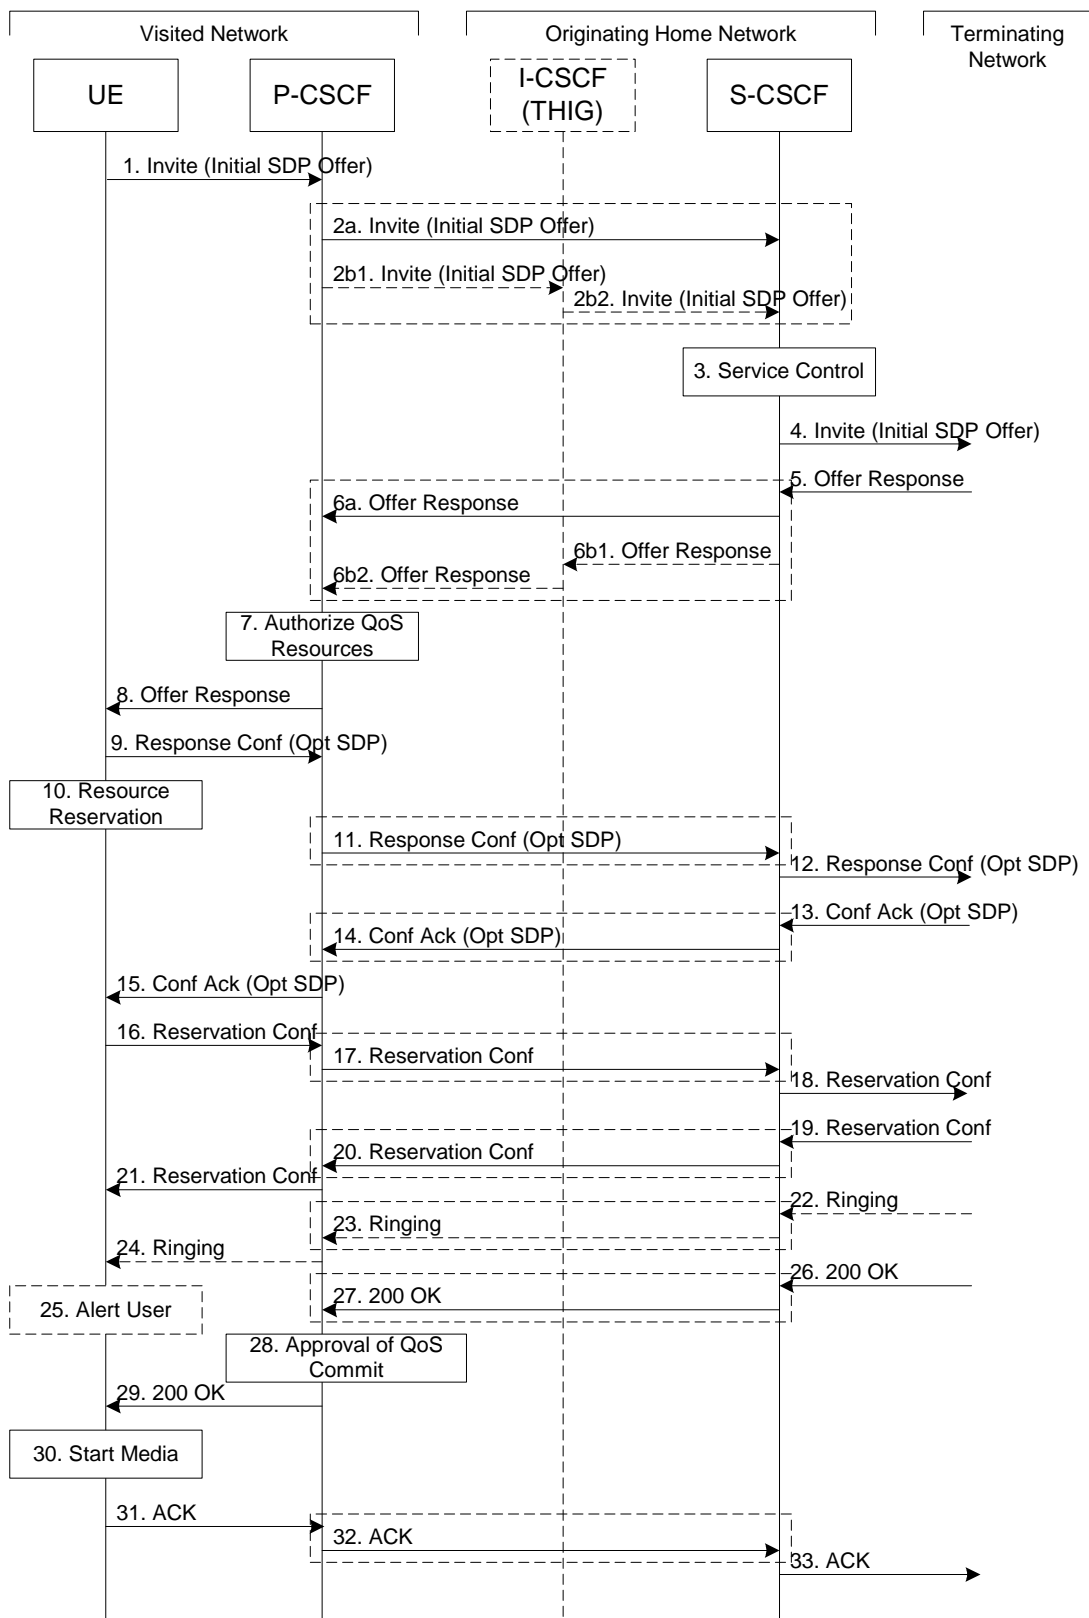 Visited Network
Originating Home Network
Terminating
Network
UE
P-CSCF
I-CSCF
(THIG)
S-CSCF
1. Invite (Initial SDP Offer)
2a. Invite (Initial SDP Offer)
2b1. Invite (Initial SDP Offer)
2b2. Invite (Initial SDP Offer)
3. Service Control
4. Invite (Initial SDP Offer)
5. Offer Response
6a. Offer Response
6b1. Offer Response
6b2. Offer Response
7. Authorize QoS
Resources
8. Offer Response
9. Response Conf (Opt SDP)
10. Resource
Reservation
11. Response Conf (Opt SDP)
12. Response Conf (Opt SDP)
13. Conf Ack (Opt SDP)
14. Conf Ack (Opt SDP)
15. Conf Ack (Opt SDP)
16. Reservation Conf
17. Reservation Conf
18. Reservation Conf
19. Reservation Conf
20. Reservation Conf
21. Reservation Conf
22. Ringing
23. Ringing
24. Ringing
25. Alert User
26. 200 OK
27. 200 OK
28. Approval of QoS
Commit
29. 200 OK
30. Start Media
31. ACK
32. ACK
33. ACK